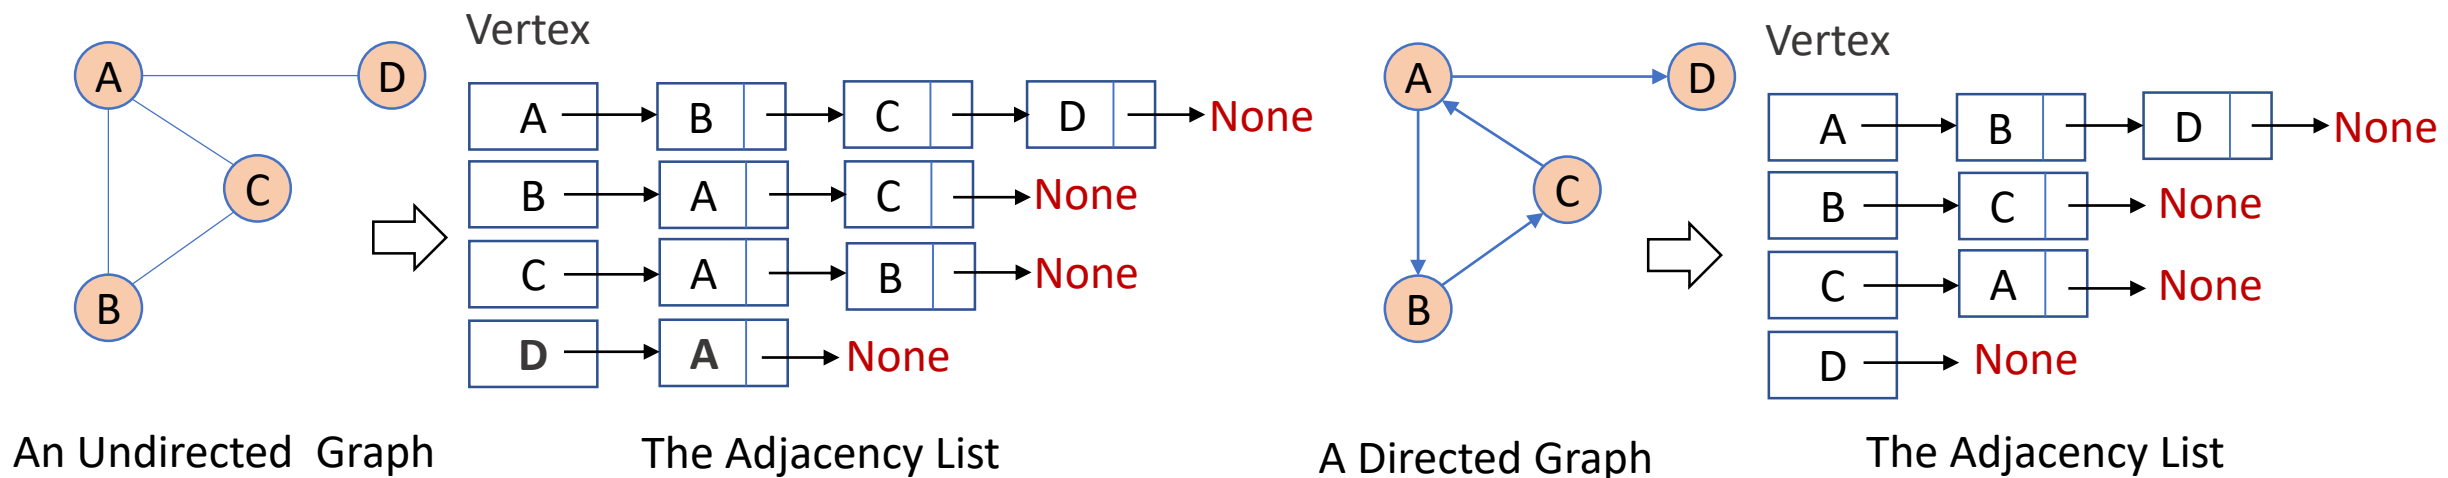 Vertex
A D
C
B
A B C D None
B A C None
C A B None
D A None
An Undirected Graph
The Adjacency List
Vertex
A D
C
B
A B D None
B C None
C A None
D None
A Directed Graph
The Adjacency List